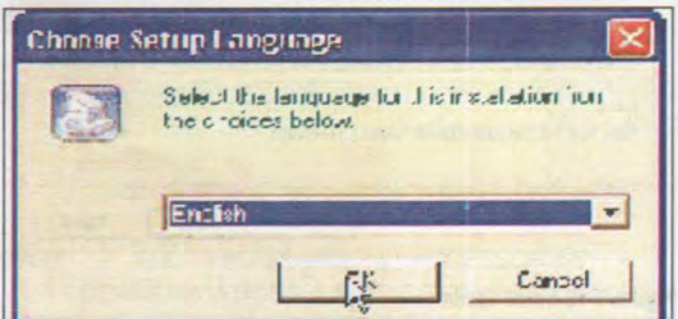 Choose Setup Language
Select the language for this installation from
the choices below.
English
OK
Cancel